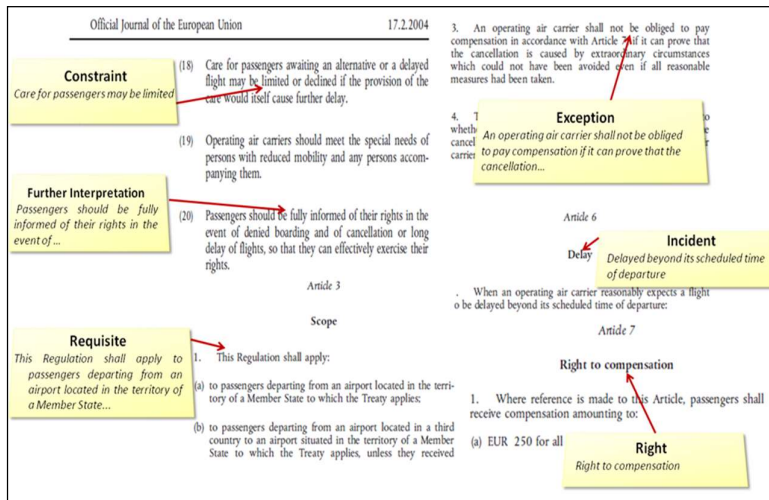 Official Journal of the European Union
17.2.2004
Constraint
Care for passengers may be limited
(18) Care for passengers awaiting an alternative or a delayed
flight may be limited or declined if the provision of the
care would itself cause further delay.
(19) Operating air carriers should meet the special needs of
persons with reduced mobility and any persons accom-
panying them.
Further Interpretation
Passengers should be fully
informed of their rights in the
event of ...
(20) Passengers should be fully informed of their rights in the
event of denied boarding and of cancellation or long
delay of flights, so that they can effectively exercise their
rights.
Article 3
Scope
Requisite
This Regulation shall apply to
passengers departing from an
airport located in the territory of
a Member State...
1. This Regulation shall apply:
(a) to passengers departing from an airport located in the terri-
tory of a Member State to which the Treaty applies;
(b) to passengers departing from an airport located in a third
country to an airport situated in the territory of a Member
State to which the Treaty applies, unless they received
3. An operating air carrier shall not be obliged to pay
compensation in accordance with Article 7, if it can prove that
the cancellation is caused by extraordinary circumstances
which could not have been avoided even if all reasonable
measures had been taken.
4.
Exception
An operating air carrier shall not be obliged
to pay compensation if it can prove that the
cancellation...
Article 6
Delay
Incident
Delayed beyond its scheduled time
of departure
. When an operating air carrier reasonably expects a flight
o be delayed beyond its scheduled time of departure:
Article 7
Right to compensation
1. Where reference is made to this Article, passengers shall
receive compensation amounting to:
(a) EUR 250 for all
Right
Right to compensation